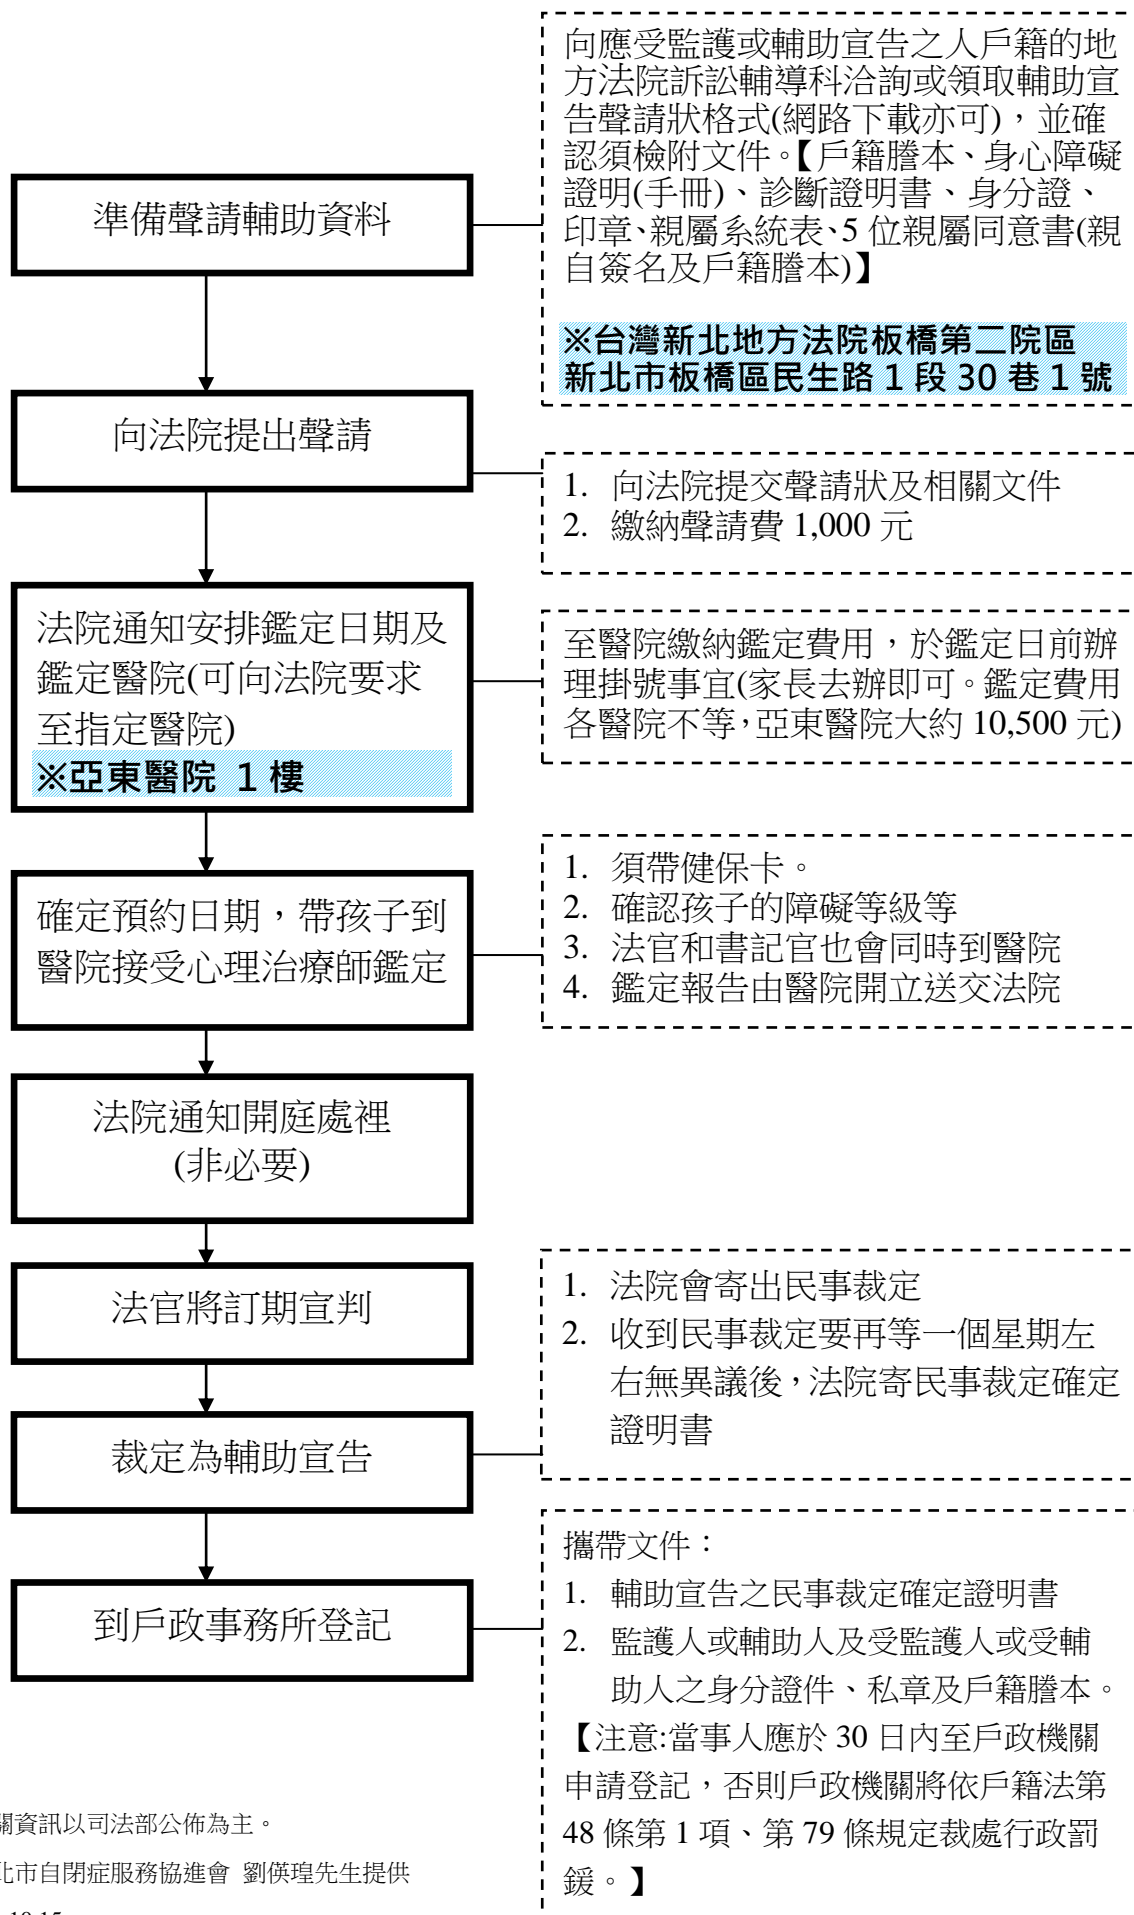 向應受監護或輔助宣告之人戶籍的地
方法院訴訟輔導科洽詢或領取輔助宣
告聲請狀格式(網路下載亦可)，並確
認須檢附文件。【戶籍謄本、身心障礙
證明(手冊)、診斷證明書、身分證、
印章、親屬系統表、5 位親屬同意書(親
自簽名及戶籍謄本)】
※台灣新北地方法院板橋第二院區
新北市板橋區民生路 1 段 30 巷 1 號
準備聲請輔助資料
向法院提出聲請
1. 向法院提交聲請狀及相關文件
2. 繳納聲請費 1,000 元
法院通知安排鑑定日期及
鑑定醫院(可向法院要求
至指定醫院)
※亞東醫院 1 樓
至醫院繳納鑑定費用，於鑑定日前辦
理掛號事宜(家長去辦即可。鑑定費用
各醫院不等，亞東醫院大約 10,500 元)
確定預約日期，帶孩子到
醫院接受心理治療師鑑定
1. 須帶健保卡。
2. 確認孩子的障礙等級等
3. 法官和書記官也會同時到醫院
4. 鑑定報告由醫院開立送交法院
法院通知開庭處裡
(非必要)
法官將訂期宣判
1. 法院會寄出民事裁定
2. 收到民事裁定要再等一個星期左
右無異議後，法院寄民事裁定確定
證明書
裁定為輔助宣告
到戶政事務所登記
攜帶文件：
1. 輔助宣告之民事裁定確定證明書
2. 監護人或輔助人及受監護人或受輔
助人之身分證件、私章及戶籍謄本。
【注意:當事人應於 30 日內至戶政機關
申請登記，否則戶政機關將依戶籍法第
48 條第 1 項、第 79 條規定裁處行政罰
鍰。】
關資訊以司法部公佈為主。
北市自閉症服務協進會 劉偀瑝先生提供